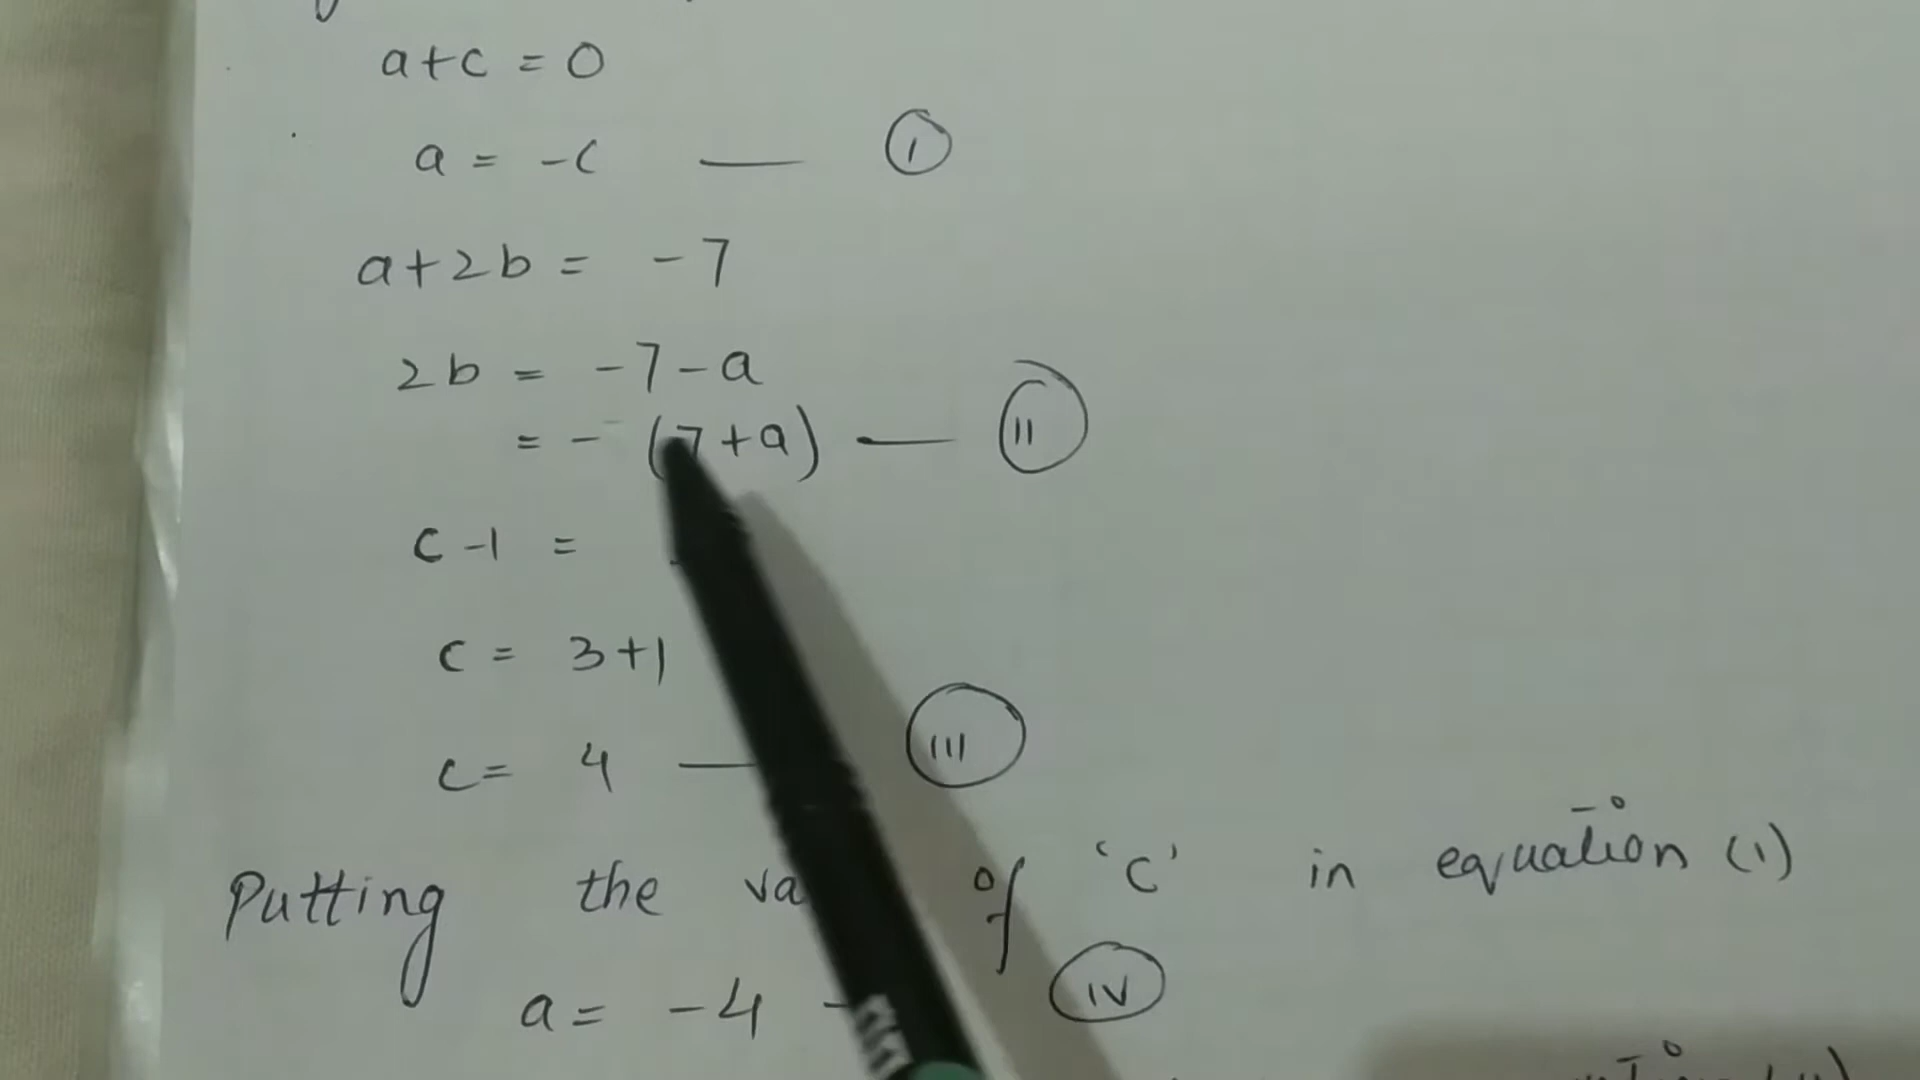 a+c = 0
a = -c — (I)
a+2b = -7
2b = -7-a
= - (7+a) — (II)
c-1 =
c = 3+1
c = 4 — (III)
Putting the of 'c' in equation (1)
a = -4 - (IV)